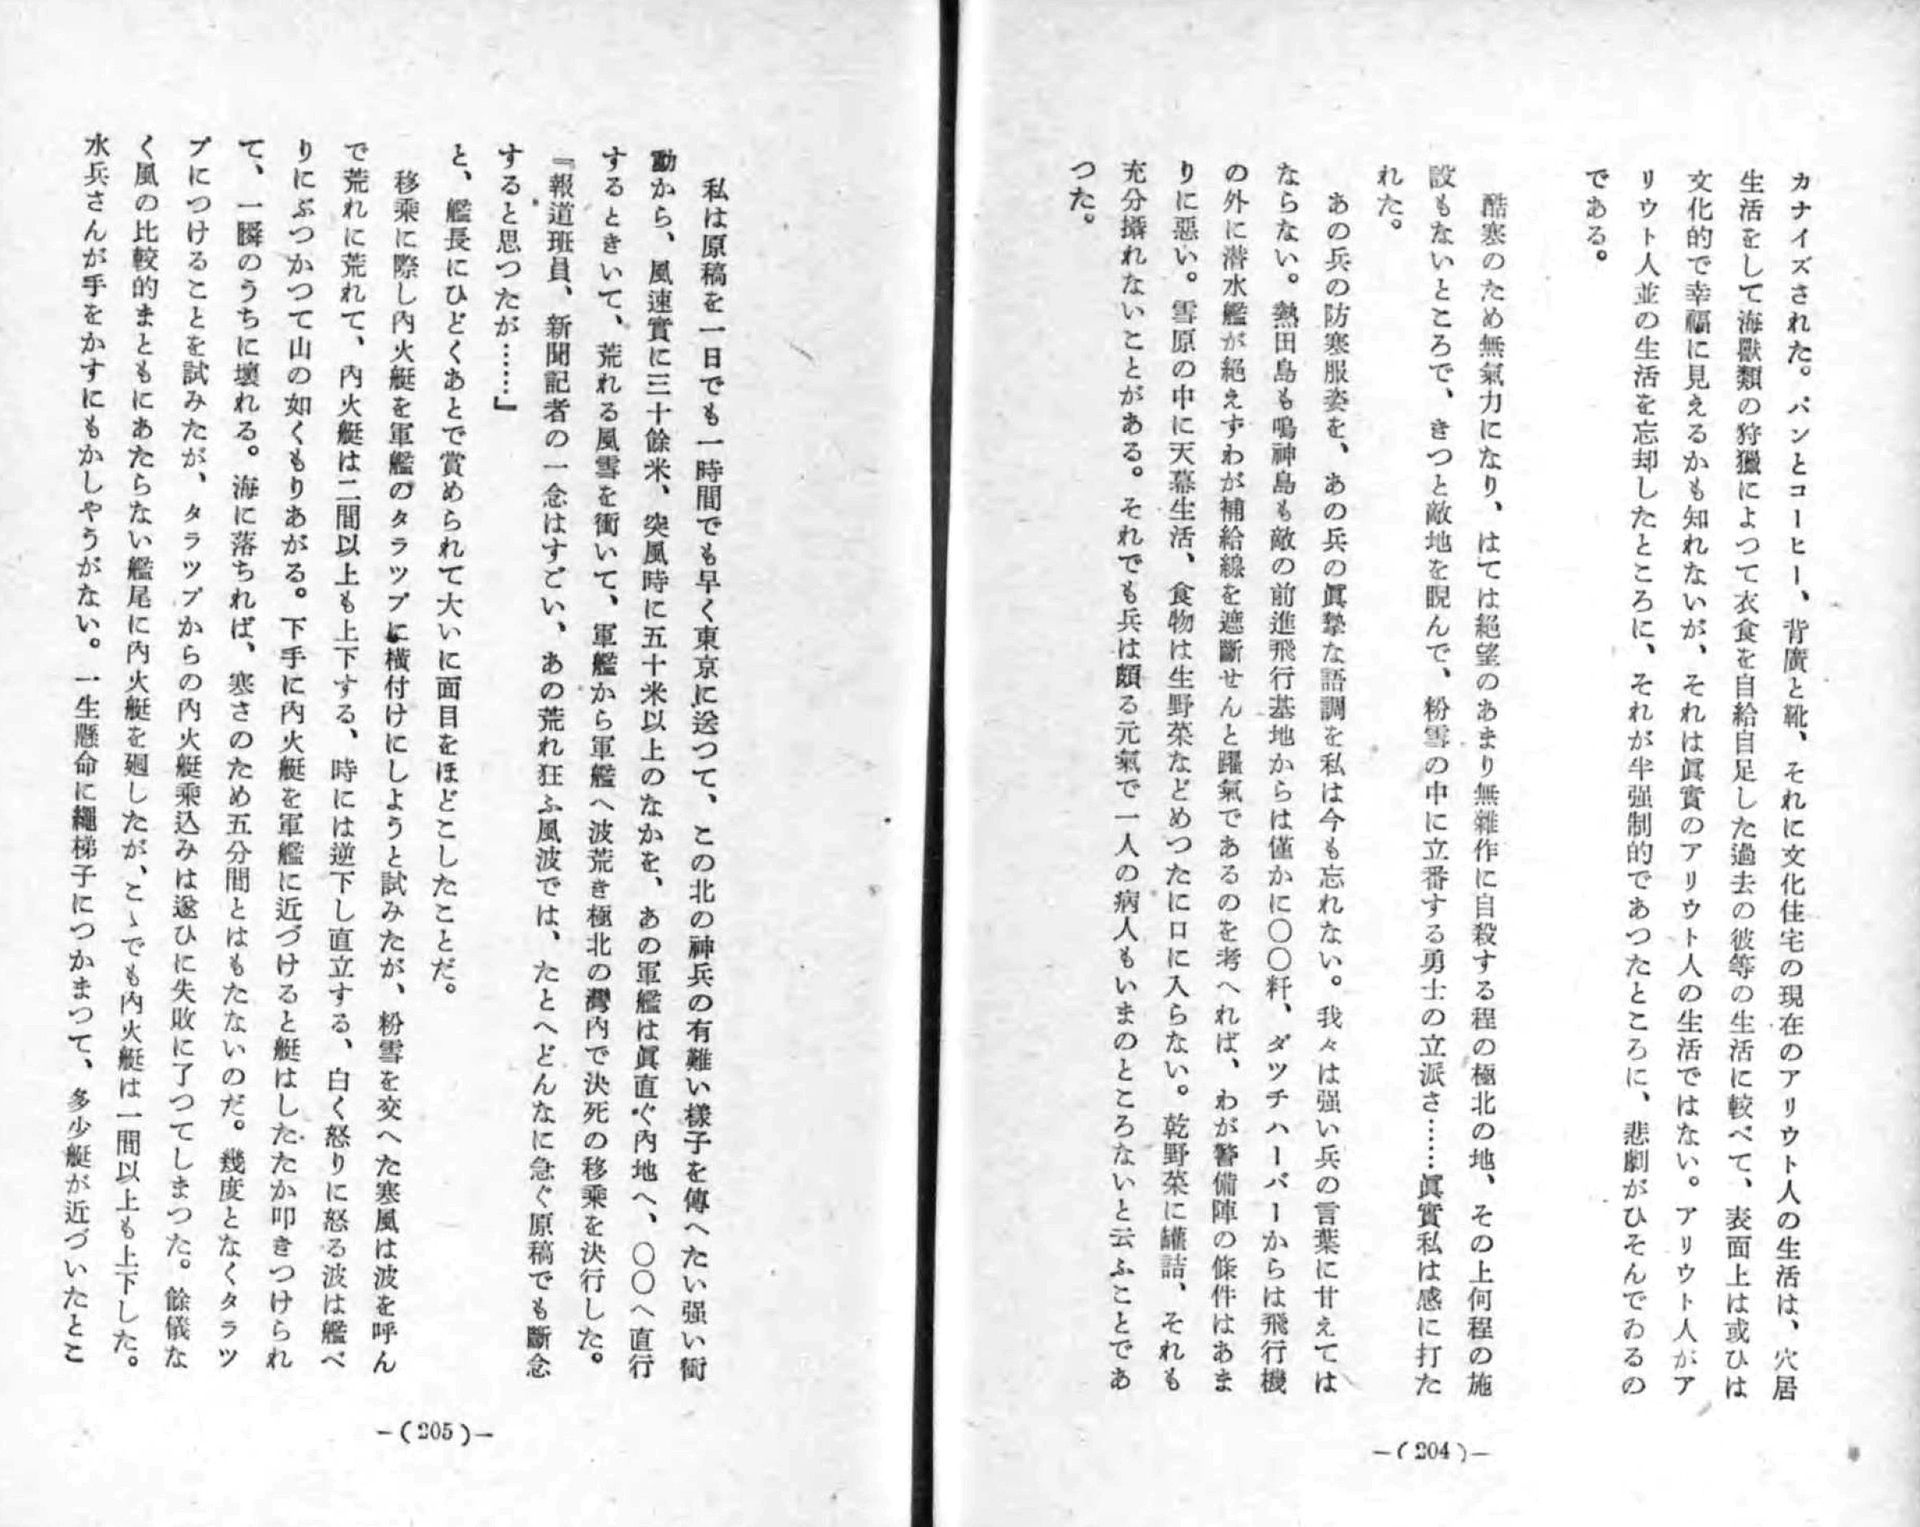 カナイズされた。パンとコーヒー、背廣と靴、それに文化住宅の現在のアリウト人の生活は、穴居
生活をして海獸類の狩獵によつて衣食を自給自足した過去の彼等の生活に較べて、表面上は或ひは
文化的で幸福に見えるかも知れないが、それは眞實のアリウト人の生活ではない。アリウト人がア
リウト人並の生活を忘却したところに、それが半强制的であつたところに、悲劇がひそんでゐるの
である。
酷寒のため無氣力になり、はては絕望のあまり無雜作に自殺する程の極北の地、その上何程の施
設もないところで、きつと敵地を睨んで、粉雪の中に立番する勇士の立派さ……眞實私は感に打た
れた。
あの兵の防寒服姿を、あの兵の眞摯な語調を私は今も忘れない。我々は强い兵の言葉に甘えては
ならない。熱田島も鳴神島も敵の前進飛行基地からは僅かに〇〇粁、ダッチハーバーからは飛行機
の外に潜水艦が絶えずわが補給線を遮斷せんと躍氣であるのを考へれば、わが警備陣の條件はあま
りに惡い。雪原の中に天幕生活、食物は生野菜などめつたに口に入らない。乾野菜に罐詰、それも
充分攝れないことがある。それでも兵は頗る元氣で一人の病人もいまのところないと云ふことであ
つた。
—(204)—
私は原稿を一日でも一時間でも早く東京に送つて、この北の神兵の有難い樣子を傳へたい强い衝
動から、風速實に三十餘米、突風時に五十米以上のなかを、あの軍艦は眞直ぐ內地へ、〇〇へ直行
するときいて、荒れる風雪を衝いて、軍艦から軍艦へ波荒き極北の灣內で決死の移乘を決行した。
『報道班員、新聞記者の一念はすごい、あの荒れ狂ふ風波では、たとへどんなに急ぐ原稿でも斷念
すると思つたが……』
と、艦長にひどくあとで賞められて大いに面目をほどこしたことだ。
移乘に際し內火艇を軍艦のタラップに橫付けにしようと試みたが、粉雪を交へた寒風は波を呼ん
で荒れに荒れて、內火艇は二間以上も上下する、時には逆下し直立する、白く怒りに怒る波は艦べ
りにぶつかつて山の如くもりあがる。下手に內火艇を軍艦に近づけると艇はしたたか叩きつけられ
て、一瞬のうちに壞れる。海に落ちれば、寒さのため五分間とはもたないのだ。幾度となくタラッ
プにつけることを試みたが、タラップからの內火艇乘込みは遂ひに失敗に了つてしまつた。餘儀な
く風の比較的まともにあたらない艦尾に內火艇を廻したが、こゝでも內火艇は一間以上も上下した。
水兵さんが手をかすにもかしやうがない。一生懸命に繩梯子につかまつて、多少艇が近づいたとこ
—(205)—